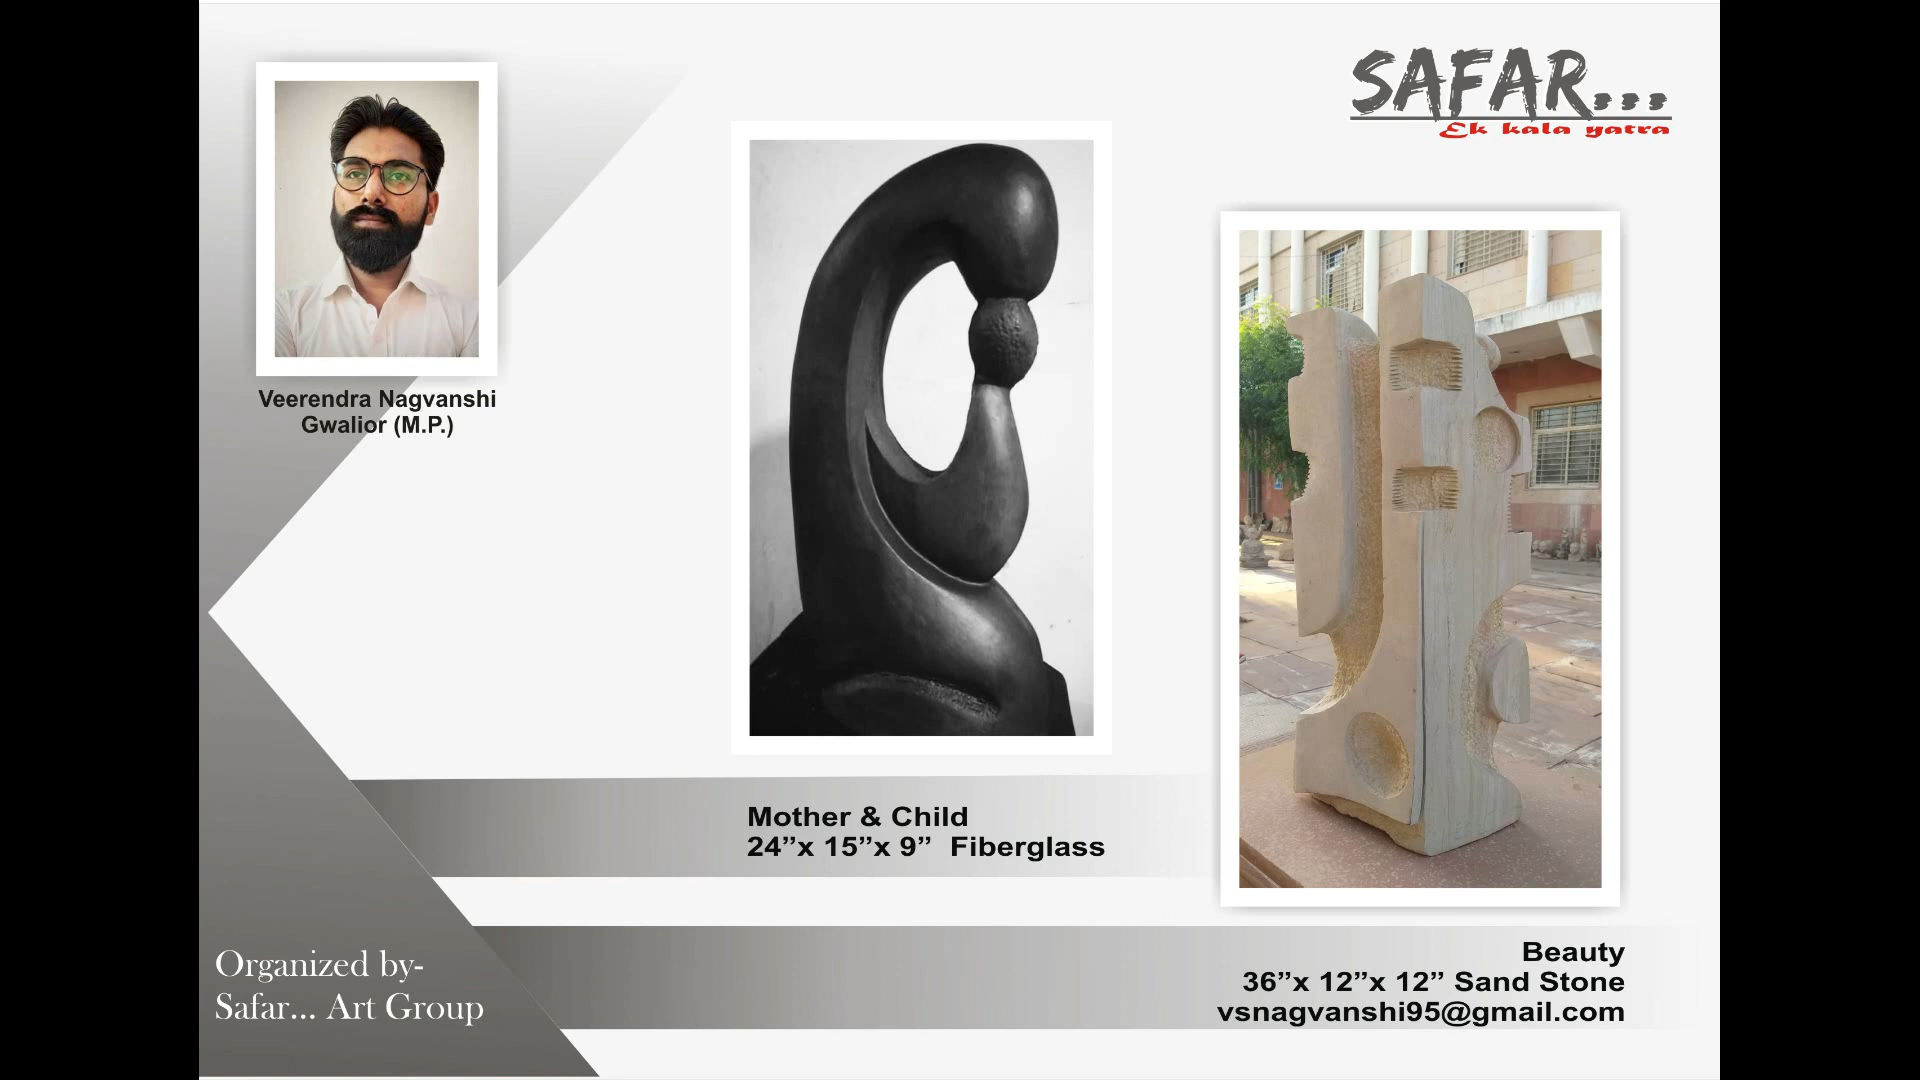 SAFAR...
Ek kala yatra
Veerendra Nagvanshi
Gwalior (M.P.)
Mother & Child
24”x 15”x 9” Fiberglass
Beauty
36”x 12”x 12” Sand Stone
vsnagvanshi95@gmail.com
Organized by-
Safar... Art Group